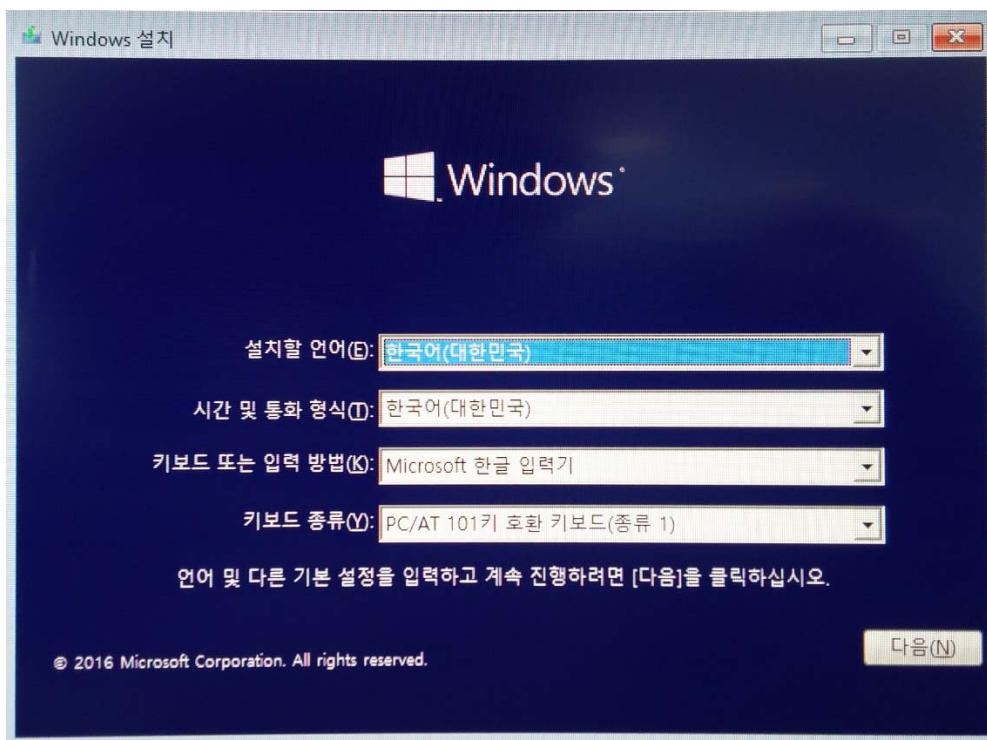 Windows 설치
Windows
설치할 언어(E): 한국어(대한민국)
시간 및 통화 형식(T): 한국어(대한민국)
키보드 또는 입력 방법(K): Microsoft 한글 입력기
키보드 종류(Y): PC/AT 101키 호환 키보드(종류 1)
언어 및 다른 기본 설정을 입력하고 계속 진행하려면 [다음]을 클릭하십시오.
다음(N)
© 2016 Microsoft Corporation. All rights reserved.